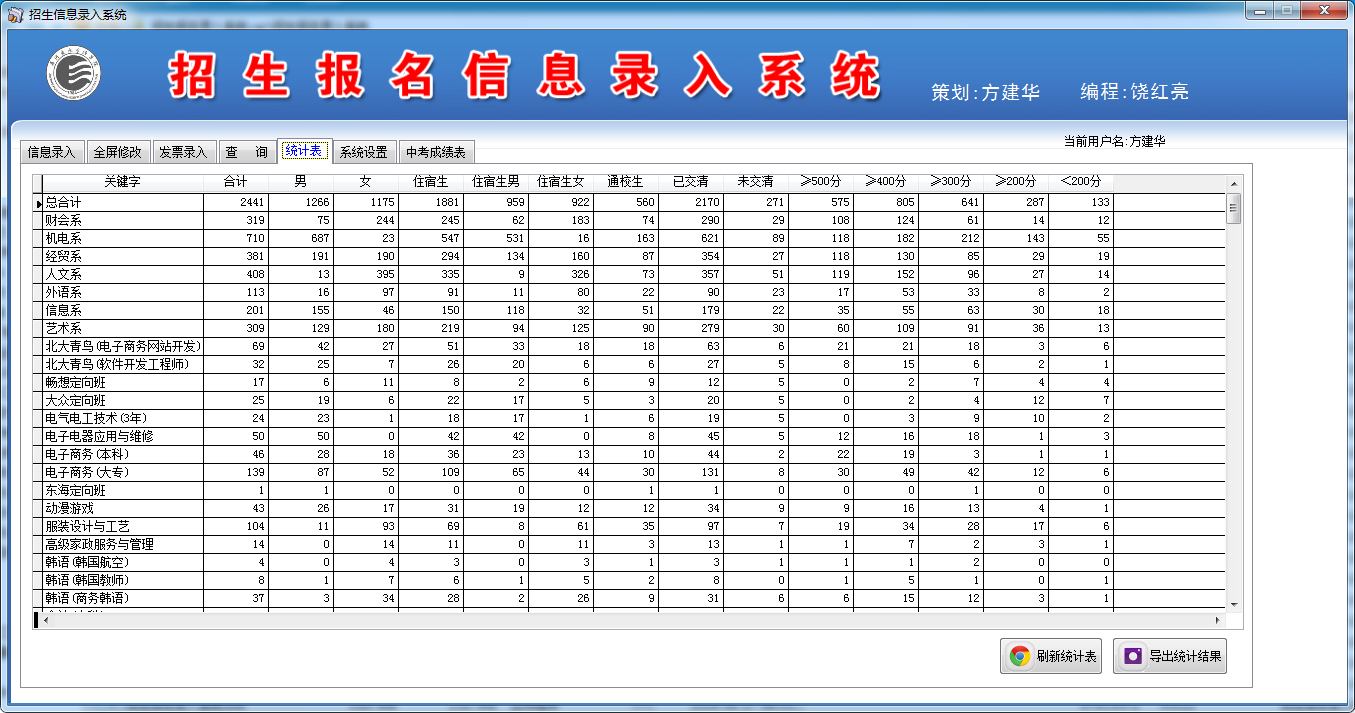 招生信息录入系统
招生报名信息录入系统
策划:方建华 编程:饶红亮
当前用户名:方建华
信息录入 全屏修改 发票录入 查 询 统计表 系统设置 中考成绩表
关键字 合计 男 女 住宿生 住宿生男 住宿生女 通校生 已交清 未交清 ≥500分 ≥400分 ≥300分 ≥200分 <200分
总合计 2441 1266 1175 1881 959 922 560 2170 271 575 805 641 287 133
财会系 319 75 244 245 62 183 74 290 29 108 124 61 14 12
机电系 710 687 23 547 531 16 163 621 89 118 182 212 143 55
经贸系 381 191 190 294 134 160 87 354 27 118 130 85 29 19
人文系 408 13 395 335 9 326 73 357 51 119 152 96 27 14
外语系 113 16 97 91 11 80 22 90 23 17 53 33 8 2
信息系 201 155 46 150 118 32 51 179 22 35 55 63 30 18
艺术系 309 129 180 219 94 125 90 279 30 60 109 91 36 13
北大青鸟(电子商务网站开发) 69 42 27 51 33 18 18 63 6 21 21 18 3 6
北大青鸟(软件开发工程师) 32 25 7 26 20 6 6 27 5 8 15 6 2 1
畅想定向班 17 6 11 8 2 6 9 12 5 0 2 7 4 4
大众定向班 25 19 6 22 17 5 3 20 5 0 2 4 12 7
电气电工技术(3年) 24 23 1 18 17 1 6 19 5 0 3 9 10 2
电子电器应用与维修 50 50 0 42 42 0 8 45 5 12 16 18 1 3
电子商务(本科) 46 28 18 36 23 13 10 44 2 22 19 3 1 1
电子商务(大专) 139 87 52 109 65 44 30 131 8 30 49 42 12 6
东海定向班 1 1 0 0 0 0 1 1 0 0 0 1 0 0
动漫游戏 43 26 17 31 19 12 12 34 9 9 16 13 4 1
服装设计与工艺 104 11 93 69 8 61 35 97 7 19 34 28 17 6
高级家政服务与管理 14 0 14 11 0 11 3 13 1 1 7 2 3 1
韩语(韩国航空) 4 0 4 3 0 3 1 3 1 1 1 2 0 0
韩语(韩国教师) 8 1 7 6 1 5 2 8 0 1 5 1 0 1
韩语(商务韩语) 37 3 34 28 2 26 9 31 6 6 15 12 3 1
刷新统计表 导出统计结果